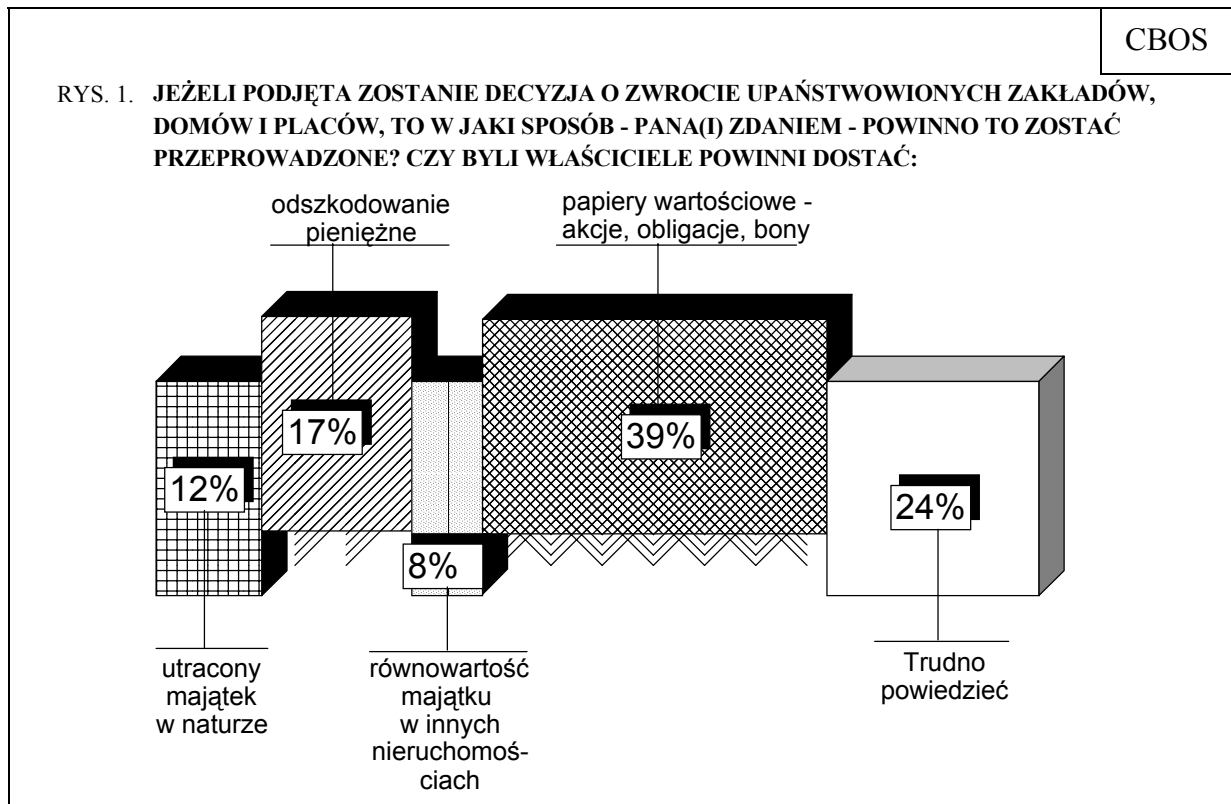 CBOS
RYS. 1. JEŻELI PODJĘTA ZOSTANIE DECYZJA O ZWROCIE UPAŃSTWOWIONYCH ZAKŁADÓW,
DOMÓW I PLACÓW, TO W JAKI SPOSÓB - PANA(I) ZDANIEM - POWINNO TO ZOSTAĆ
PRZEPROWADZONE? CZY BYLI WŁAŚCICIELE POWINNI DOSTAĆ:
odszkodowanie
pieniężne
papiery wartościowe -
akcje, obligacje, bony
12%
17%
8%
39%
24%
utracony
majątek
w naturze
równowartość
majątku
w innych
nieruchomoś-
ciach
Trudno
powiedzieć